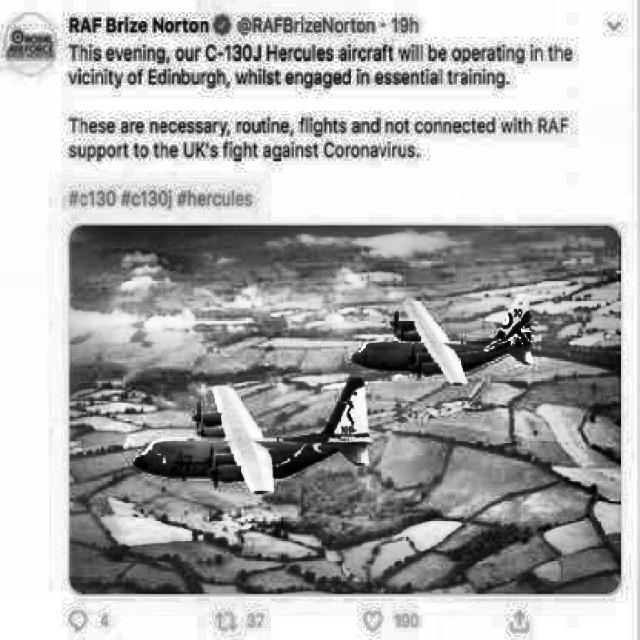 RAF Brize Norton @RAFBrizeNorton · 19h
This evening, our C-130J Hercules aircraft will be operating in the
vicinity of Edinburgh, whilst engaged in essential training.
These are necessary, routine, flights and not connected with RAF
support to the UK's fight against Coronavirus.
#c130 #c130j #hercules
4 37 190